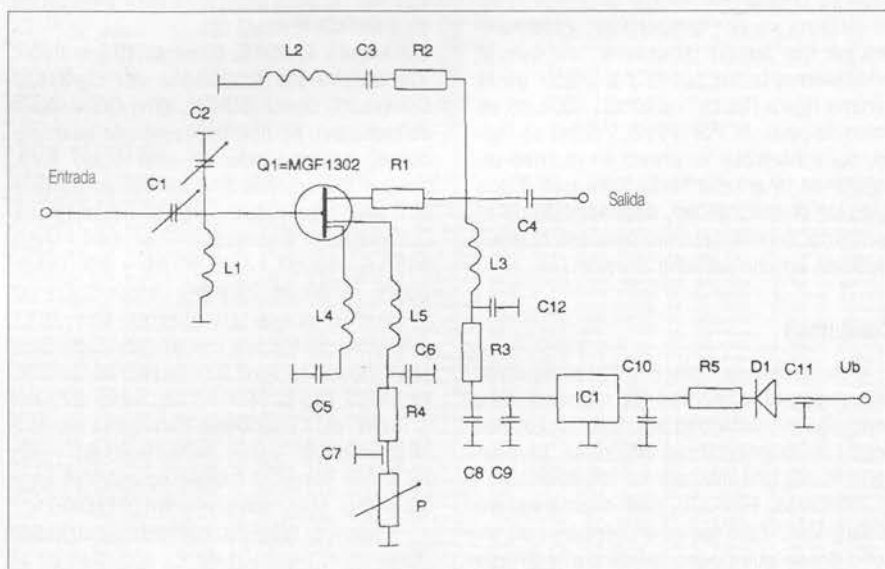 L2
C3
R2
C2
Q1=MGF1302
R1
Entrada
C1
Salida
C4
L1
L3
L4
L5
C12
C6
R3
C10
R5
D1
C11
Ub
IC1
C5
R4
C7
C8 C9
P